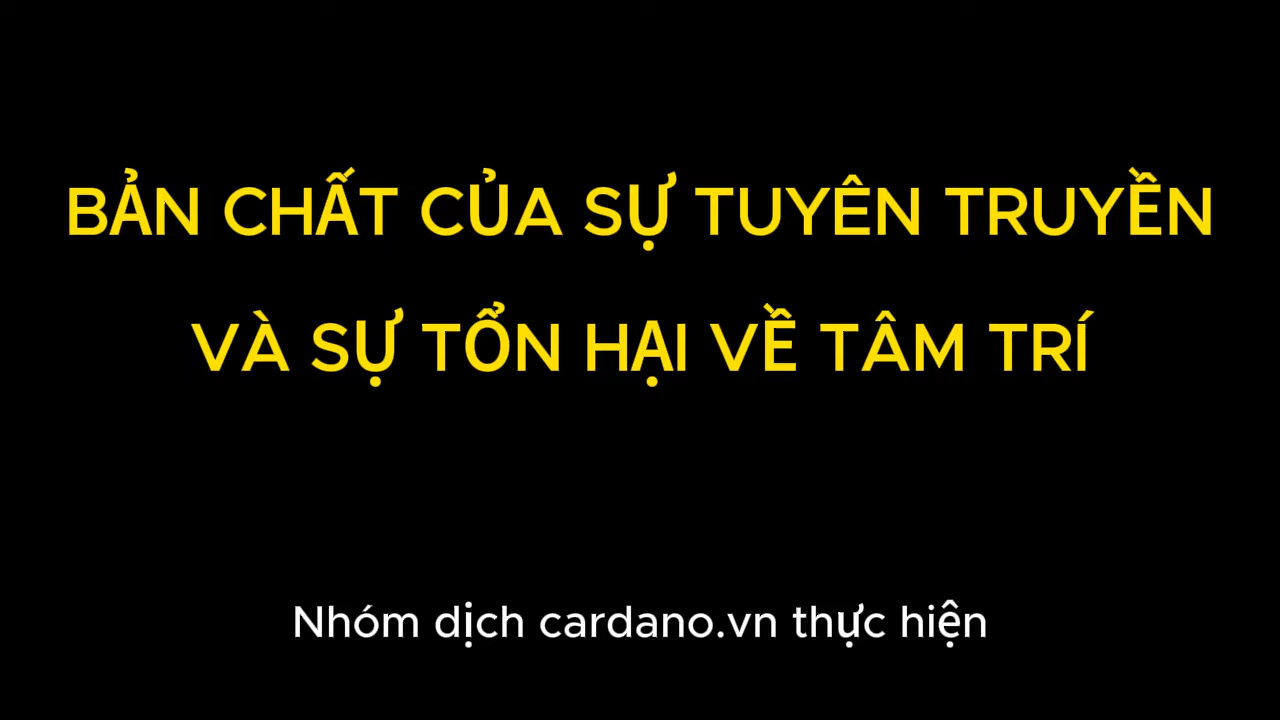 BẢN CHẤT CỦA SỰ TUYÊN TRUYỀN
VÀ SỰ TỔN HẠI VỀ TÂM TRÍ
Nhóm dịch cardano.vn thực hiện